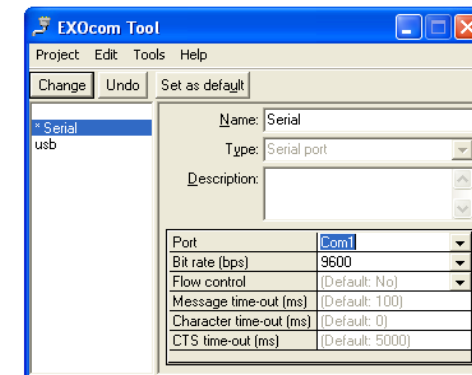 EXOcom Tool
Project Edit Tools Help
Change Undo Set as default
* Serial
usb
Name: Serial
Type: Serial port
Description:
Port Com1
Bit rate (bps) 9600
Flow control (Default: No)
Message time-out (ms) (Default: 100)
Character time-out (ms) (Default: 0)
CTS time-out (ms) (Default: 5000)